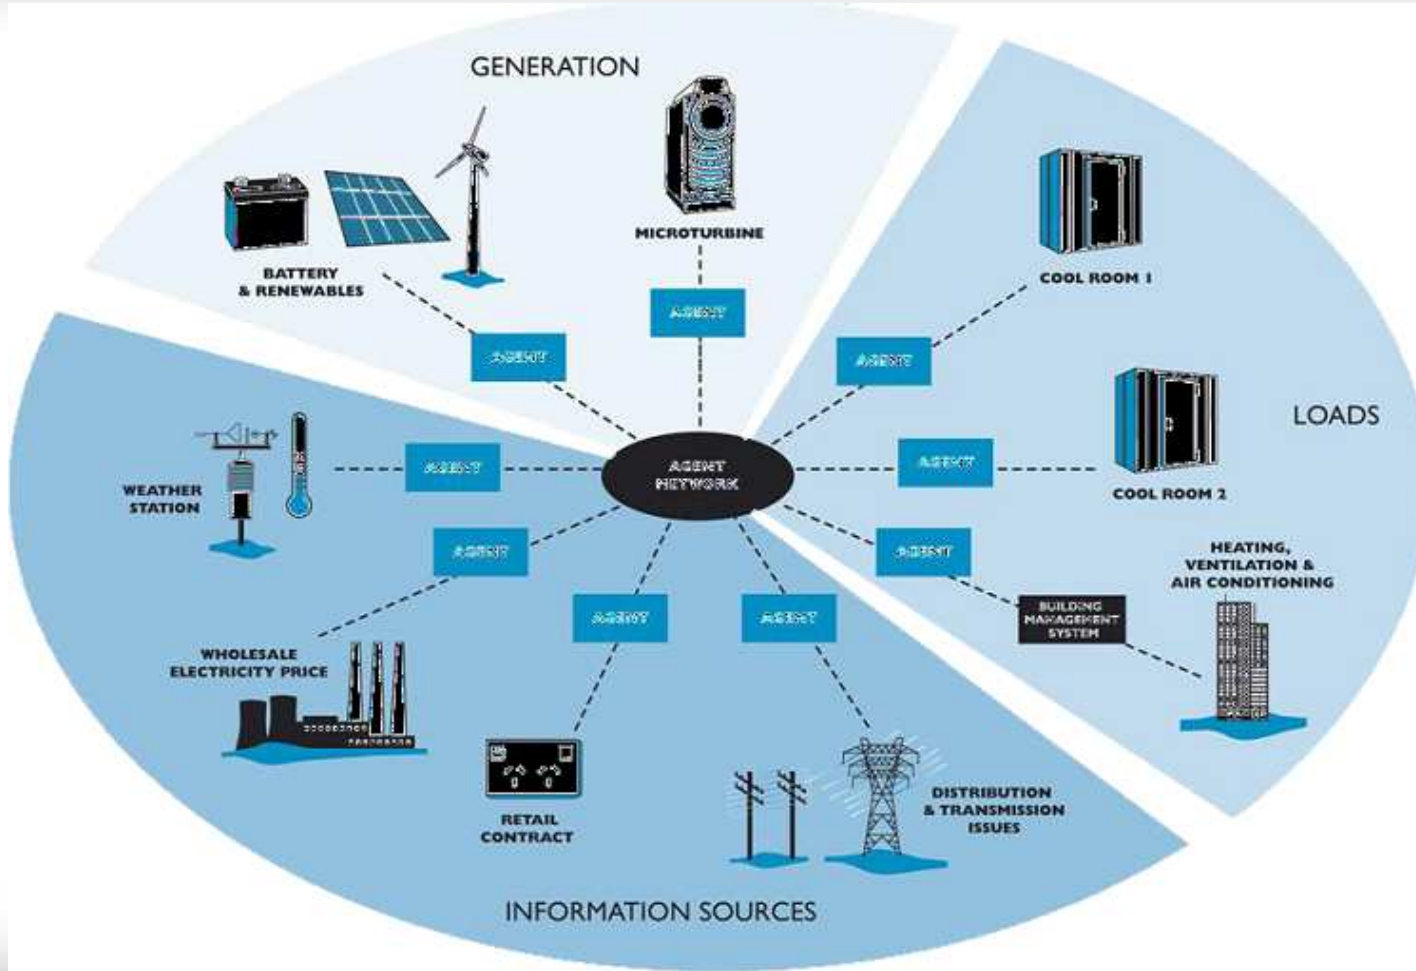 GENERATION
MICROTURBINE
BATTERY
& RENEWABLES
AGENT
AGENT
COOL ROOM 1
AGENT
LOADS
COOL ROOM 2
AGENT
AGENT
HEATING,
VENTILATION &
AIR CONDITIONING
BUILDING
MANAGEMENT
SYSTEM
AGENT
NETWORK
WEATHER
STATION
AGENT
AGENT
WHOLESALE
ELECTRICITY PRICE
AGENT
RETAIL
CONTRACT
AGENT
DISTRIBUTION
& TRANSMISSION
ISSUES
INFORMATION SOURCES